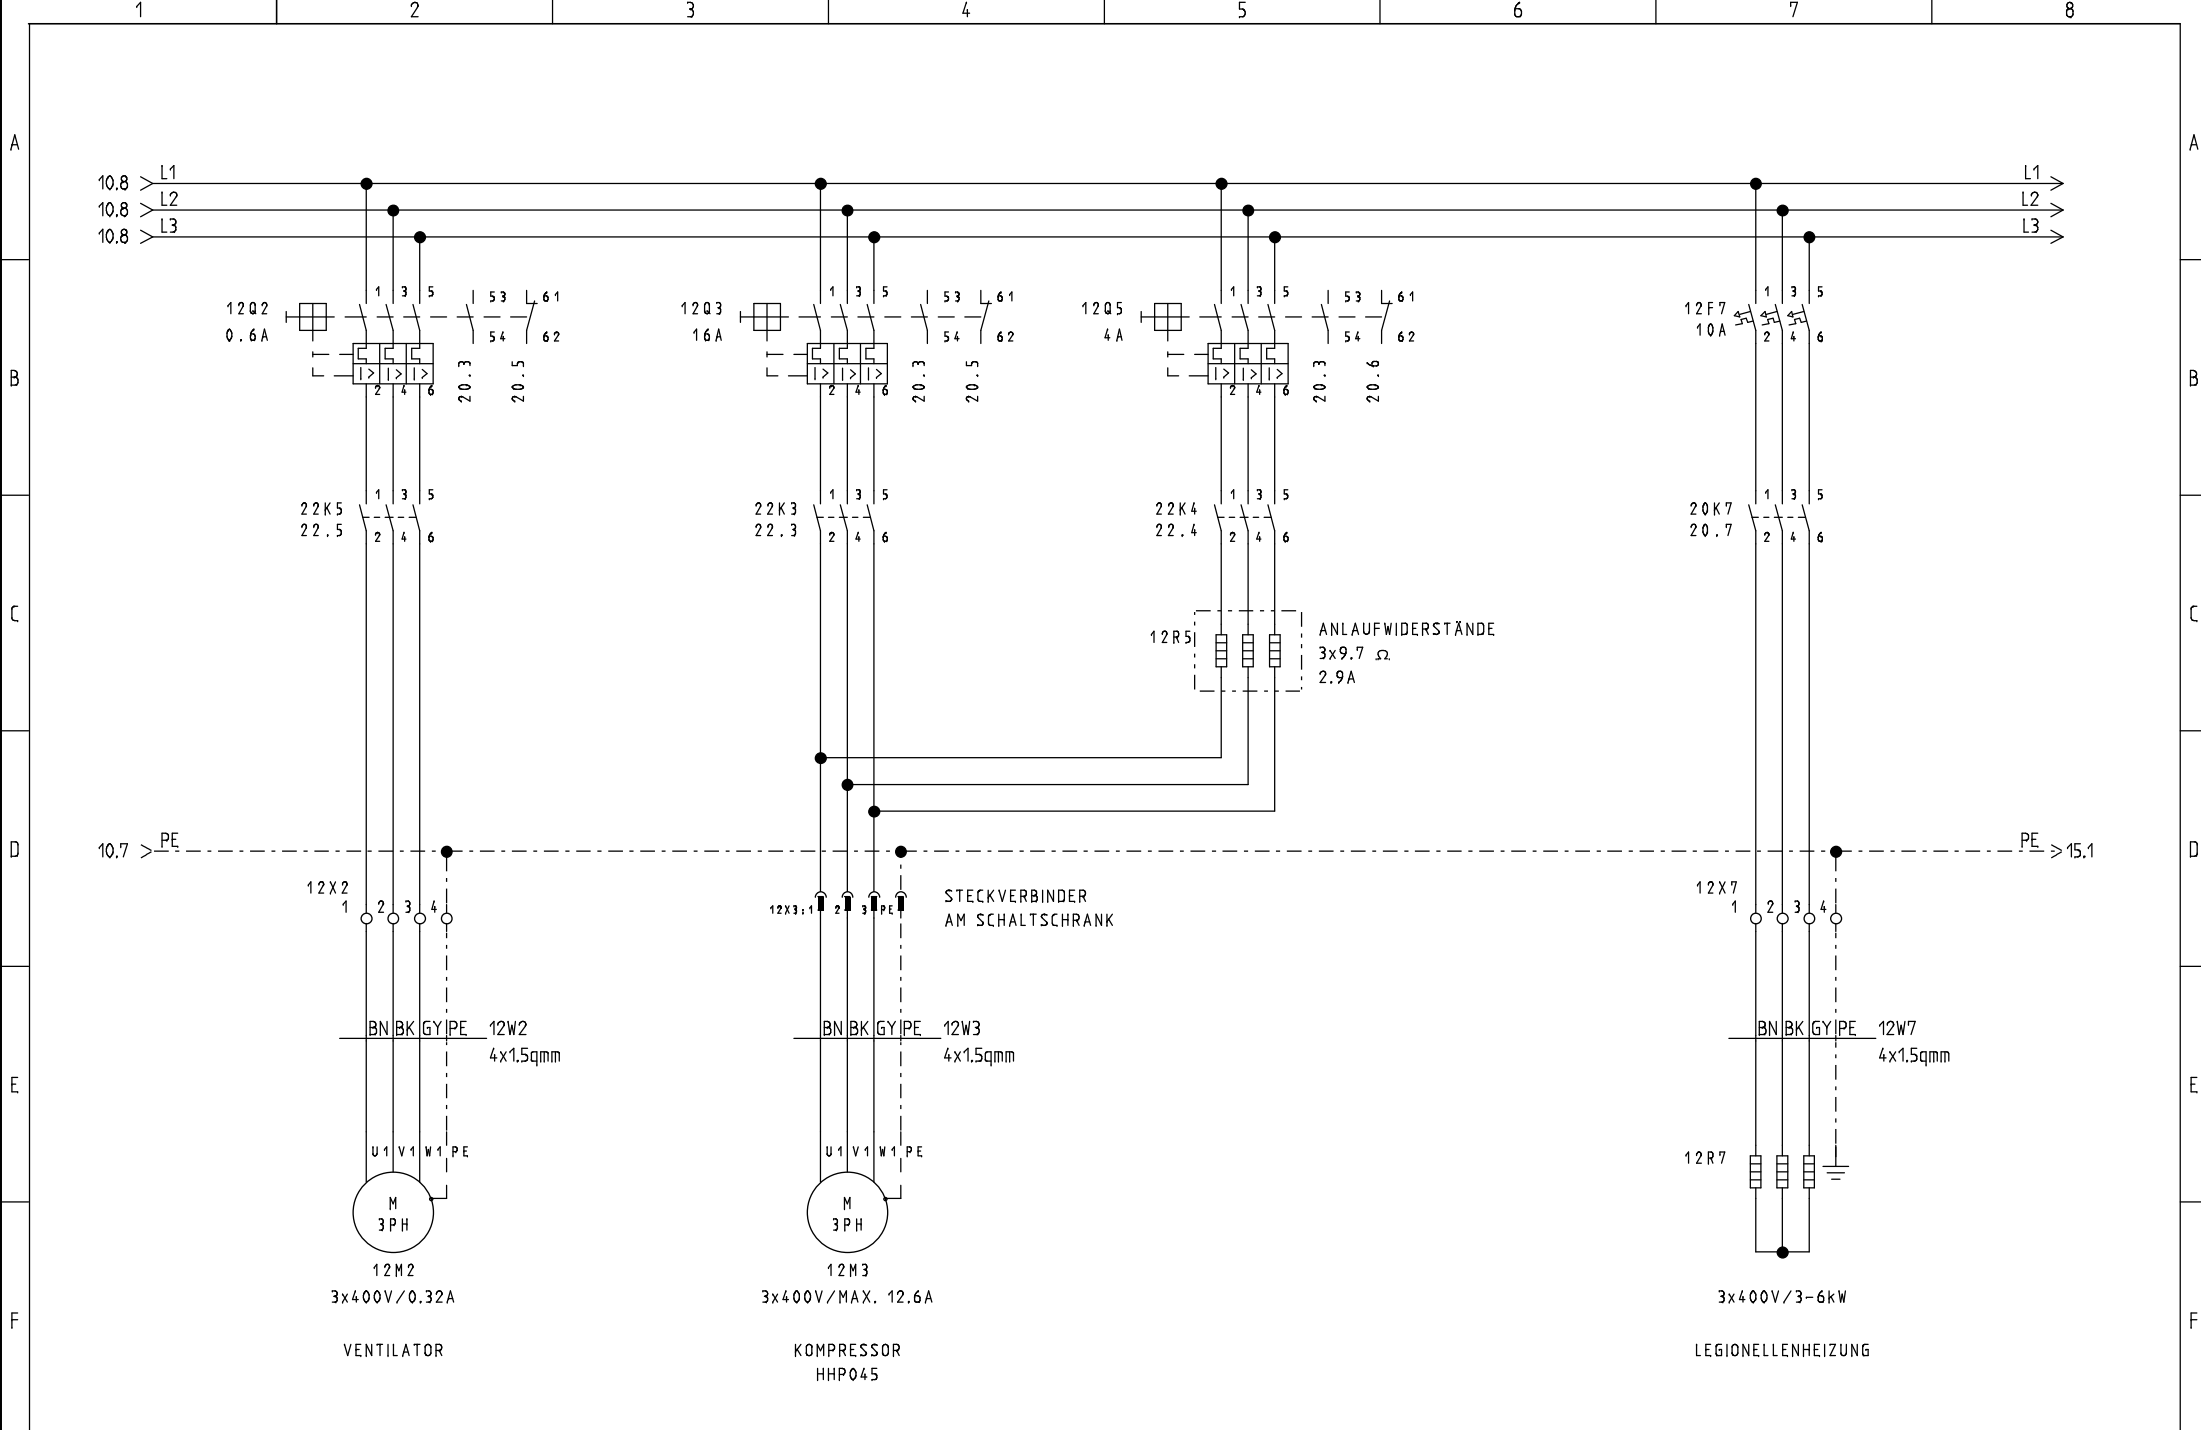 1 2 3 4 5 6 7 8
A A
10.8 L1 L1
10.8 L2 L2
10.8 L3 L3
12Q2 1 3 5 53 61
0.6A 54 62
2 4 6
20.3 20.5
12Q3 1 3 5 53 61
16A 54 62
2 4 6
20.3 20.5
12Q5 1 3 5 53 61
4A 54 62
2 4 6
20.3 20.6
12F7 1 3 5
10A 2 4 6
B B
I> I> I>
I> I> I>
I> I> I>
22K5 1 3 5
22.5 2 4 6
22K3 1 3 5
22.3 2 4 6
22K4 1 3 5
22.4 2 4 6
20K7 1 3 5
20.7 2 4 6
C C
12R5 ANLAUFWIDERSTÄNDE
3x9.7 Ω
2.9A
D D
10.7 PE PE 15.1
12X2
1 2 3 4
12X3:1 2 3 PE
STECKVERBINDER
AM SCHALTSCHRANK
12X7
1 2 3 4
BN BK GY PE 12W2
4x1.5qmm
BN BK GY PE 12W3
4x1.5qmm
BN BK GY PE 12W7
4x1.5qmm
E E
U1 V1 W1 PE
M
3PH
12M2
3x400V/0.32A
VENTILATOR
U1 V1 W1 PE
M
3PH
12M3
3x400V/MAX. 12.6A
KOMPRESSOR
HHP045
12R7
3x400V/3-6kW
LEGIONELLENHEIZUNG
F F